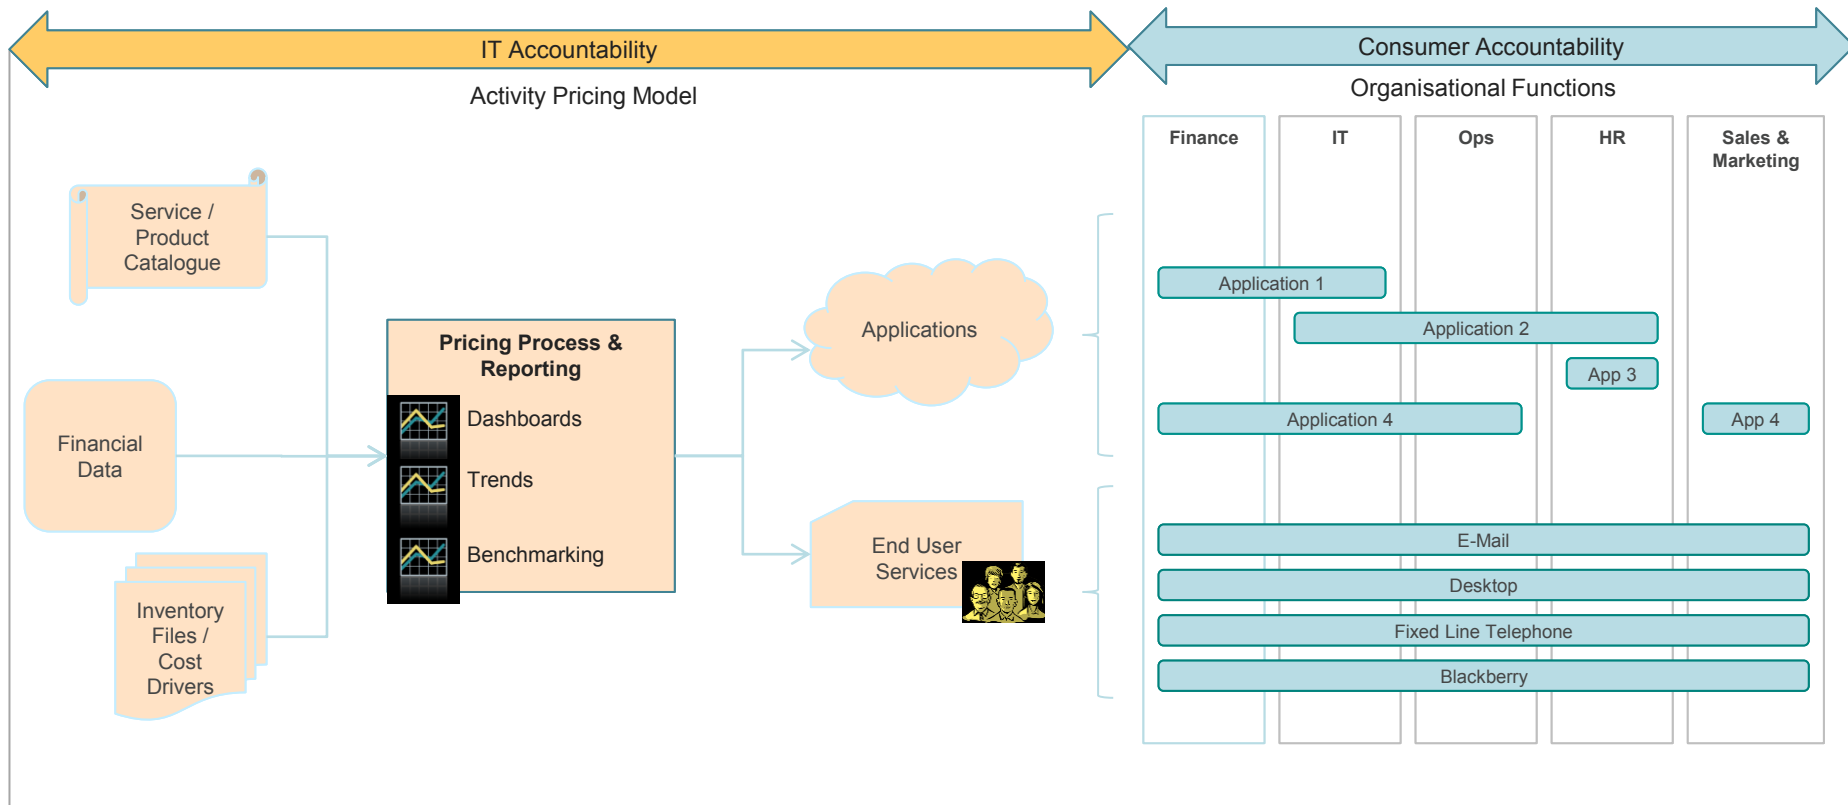 IT Accountability
Consumer Accountability
Activity Pricing Model
Organisational Functions
Finance
IT
Ops
HR
Sales &
Marketing
Service /
Product
Catalogue
Financial
Data
Inventory
Files /
Cost
Drivers
Pricing Process &
Reporting
Dashboards
Trends
Benchmarking
Applications
End User
Services
Application 1
Application 2
App 3
Application 4
App 4
E-Mail
Desktop
Fixed Line Telephone
Blackberry